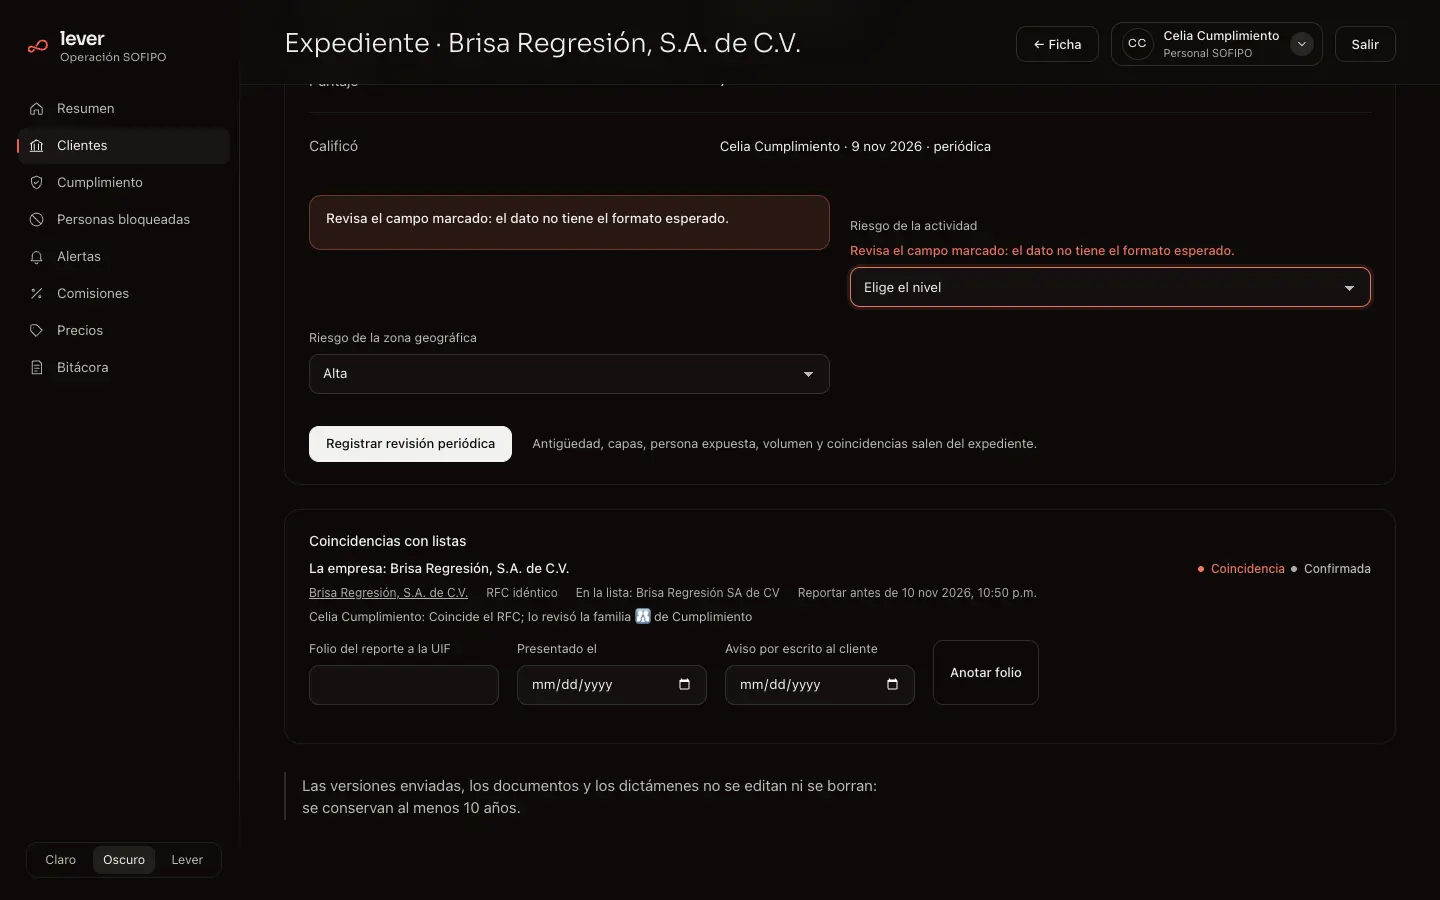 lever
Operación SOFIPO
Resumen
Clientes
Cumplimiento
Personas bloqueadas
Alertas
Comisiones
Precios
Bitácora
Claro Oscuro Lever
Expediente · Brisa Regresión, S.A. de C.V.
← Ficha
CC
Celia Cumplimiento
Personal SOFIPO
Salir
Calificó Celia Cumplimiento · 9 nov 2026 · periódica
Revisa el campo marcado: el dato no tiene el formato esperado.
Riesgo de la actividad
Revisa el campo marcado: el dato no tiene el formato esperado.
Elige el nivel
Riesgo de la zona geográfica
Alta
Registrar revisión periódica Antigüedad, capas, persona expuesta, volumen y coincidencias salen del expediente.
Coincidencias con listas
La empresa: Brisa Regresión, S.A. de C.V. Coincidencia Confirmada
Brisa Regresión, S.A. de C.V. RFC idéntico En la lista: Brisa Regresión SA de CV Reportar antes de 10 nov 2026, 10:50 p.m.
Celia Cumplimiento: Coincide el RFC; lo revisó la familia de Cumplimiento
Folio del reporte a la UIF Presentado el Aviso por escrito al cliente
mm/dd/yyyy mm/dd/yyyy Anotar folio
Las versiones enviadas, los documentos y los dictámenes no se editan ni se borran:
se conservan al menos 10 años.